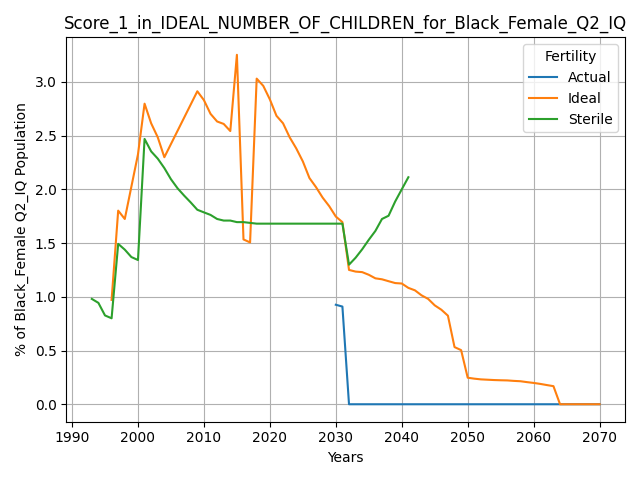 Score_1_in_IDEAL_NUMBER_OF_CHILDREN_for_Black_Female_Q2_IQ
Fertility
Actual
Ideal
Sterile
% of Black_Female Q2_IQ Population
3.0
2.5
2.0
1.5
1.0
0.5
0.0
1990 2000 2010 2020 2030 2040 2050 2060 2070
Years